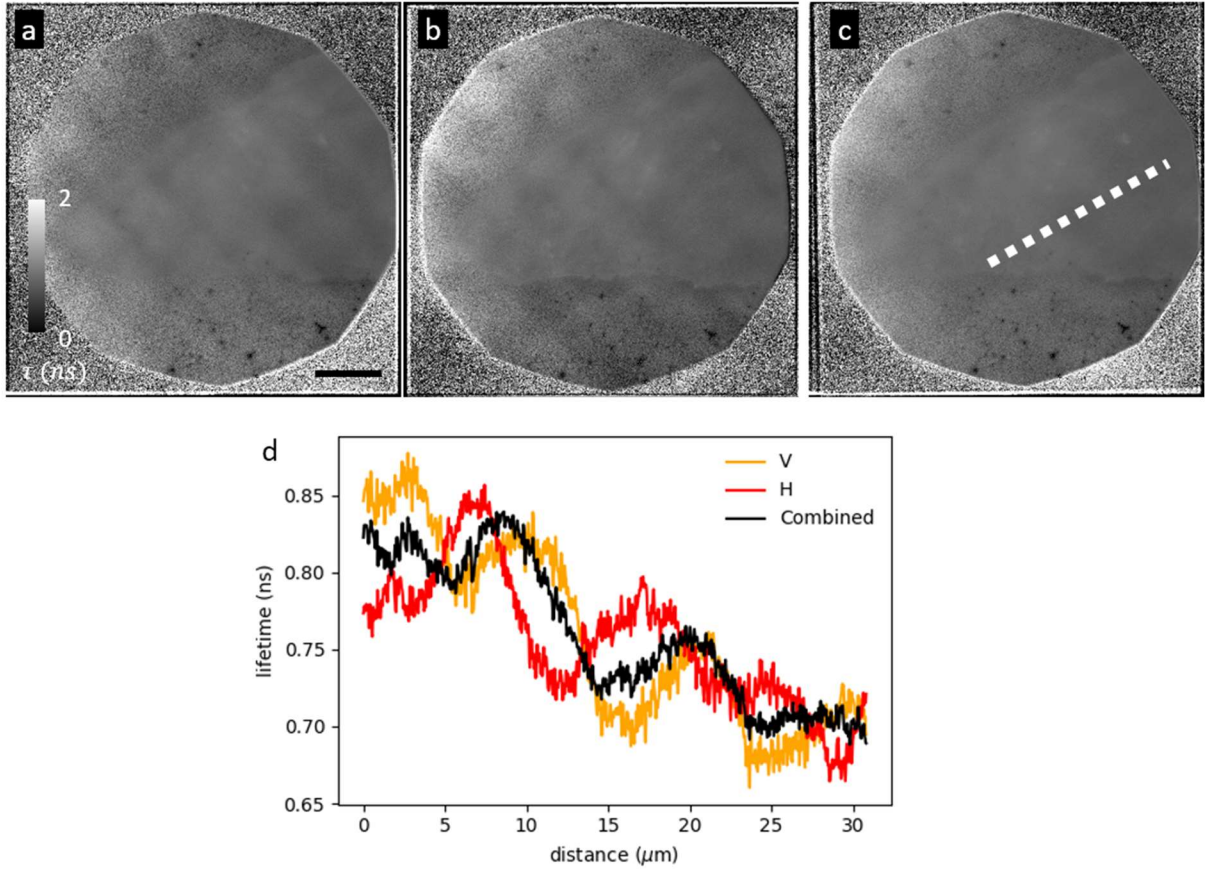 a
b
c
2
0
τ (ns)
d
V
H
Combined
0.85
0.80
0.75
0.70
0.65
lifetime (ns)
0 5 10 15 20 25 30
distance (μm)